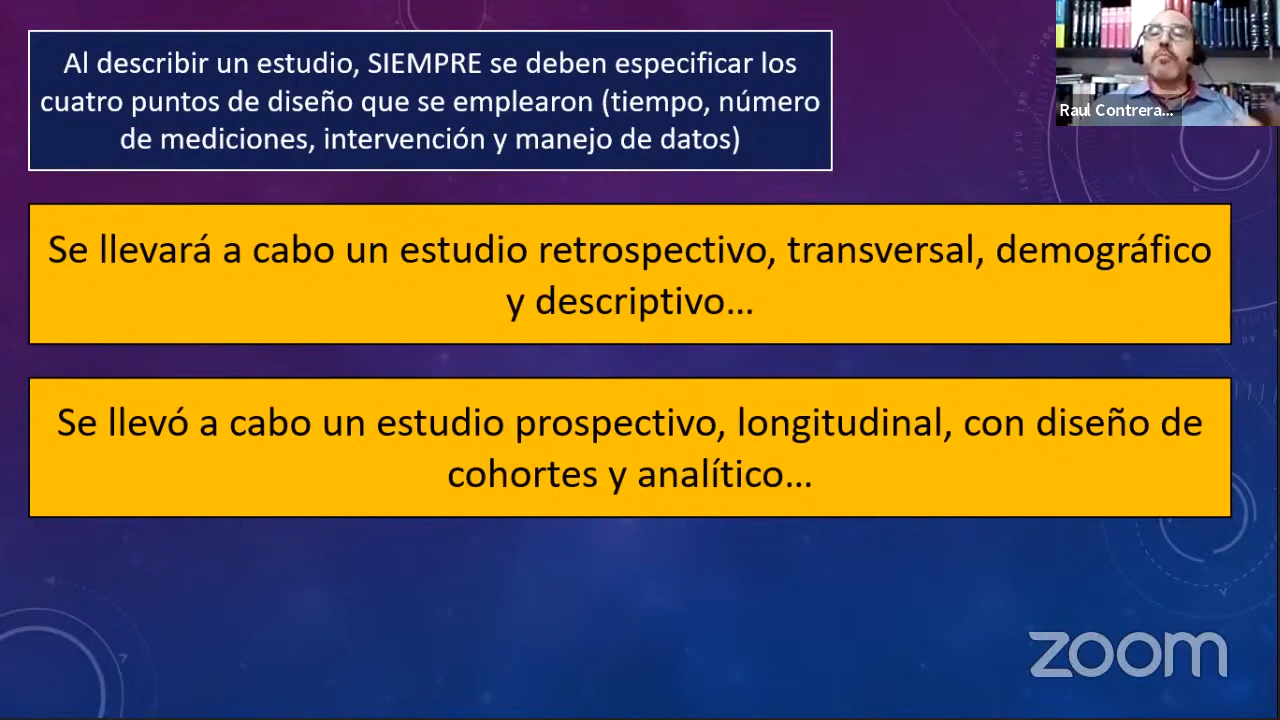 Al describir un estudio, SIEMPRE se deben especificar los
cuatro puntos de diseño que se emplearon (tiempo, número
de mediciones, intervención y manejo de datos)
Raul Contrera...
Se llevará a cabo un estudio retrospectivo, transversal, demográfico
y descriptivo...
Se llevó a cabo un estudio prospectivo, longitudinal, con diseño de
cohortes y analítico...
zoom